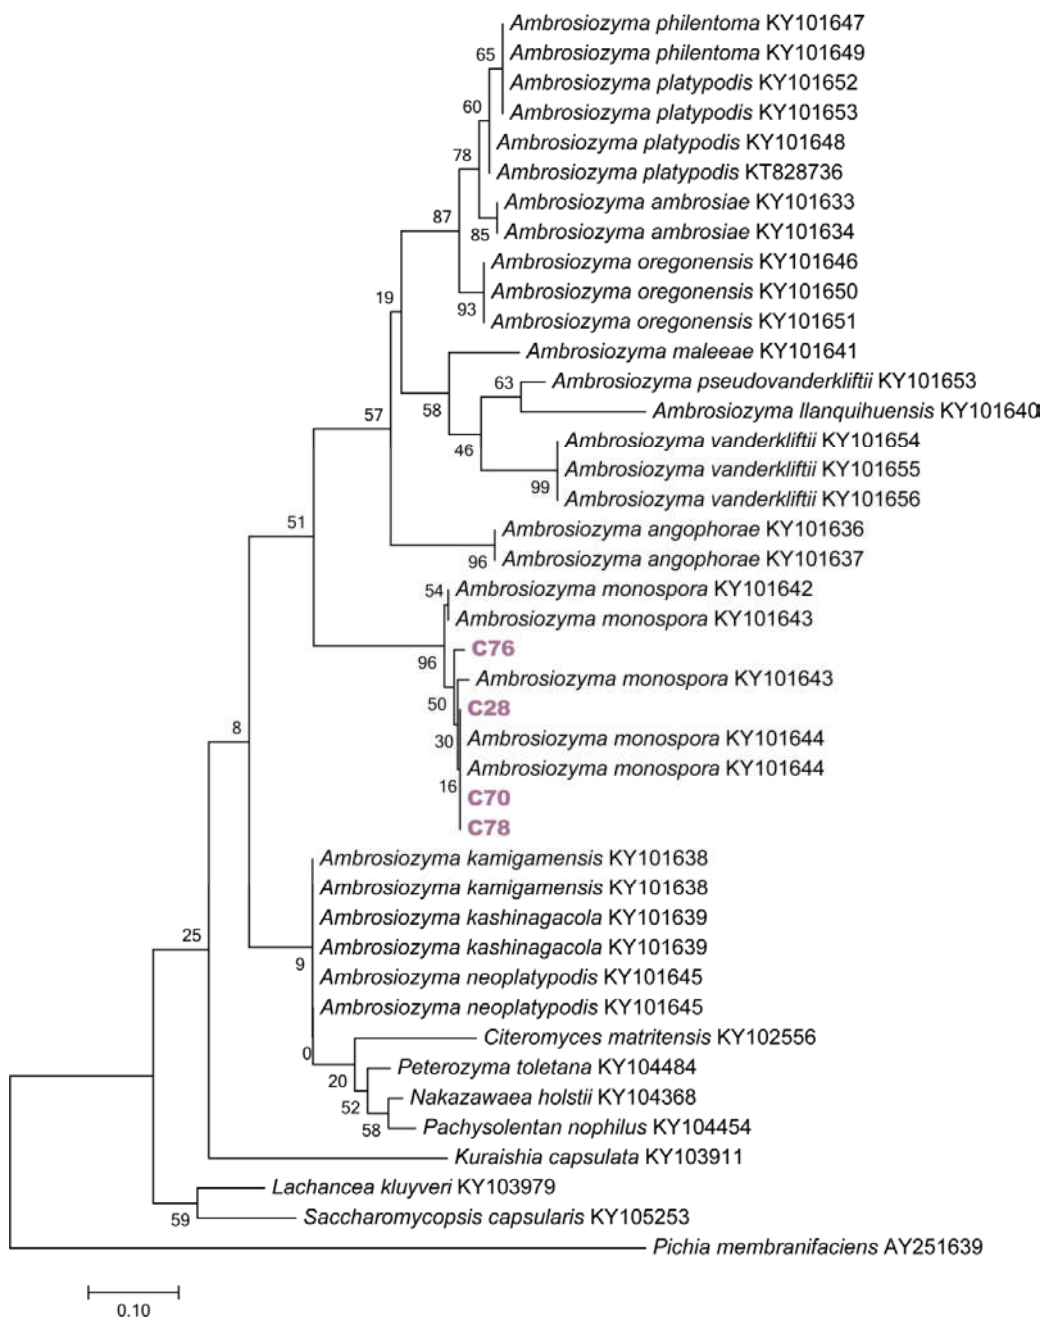 Ambrosiozyma philentoma KY101647
Ambrosiozyma philentoma KY101649
65
Ambrosiozyma platypodis KY101652
Ambrosiozyma platypodis KY101653
60
Ambrosiozyma platypodis KY101648
78
Ambrosiozyma platypodis KT828736
Ambrosiozyma ambrosiae KY101633
87
85
Ambrosiozyma ambrosiae KY101634
Ambrosiozyma oregonensis KY101646
Ambrosiozyma oregonensis KY101650
19
93
Ambrosiozyma oregonensis KY101651
Ambrosiozyma maleeae KY101641
63
Ambrosiozyma pseudovanderkliftii KY101653
58
Ambrosiozyma llanquihuensis KY101640
57
Ambrosiozyma vanderkliftii KY101654
46
Ambrosiozyma vanderkliftii KY101655
99
Ambrosiozyma vanderkliftii KY101656
51
Ambrosiozyma angophorae KY101636
96
Ambrosiozyma angophorae KY101637
54
Ambrosiozyma monospora KY101642
Ambrosiozyma monospora KY101643
C76
96
Ambrosiozyma monospora KY101643
50
C28
8
30
Ambrosiozyma monospora KY101644
Ambrosiozyma monospora KY101644
16
C70
C78
Ambrosiozyma kamigamensis KY101638
Ambrosiozyma kamigamensis KY101638
Ambrosiozyma kashinagacola KY101639
25
Ambrosiozyma kashinagacola KY101639
9
Ambrosiozyma neoplatypodis KY101645
Ambrosiozyma neoplatypodis KY101645
Citeromyces matritensis KY102556
0
Peterozyma toletana KY104484
20
Nakazawaea holstii KY104368
52
58
Pachysolentan nophilus KY104454
Kuraishia capsulata KY103911
Lachancea kluyveri KY103979
59
Saccharomycopsis capsularis KY105253
Pichia membranifaciens AY251639
0.10